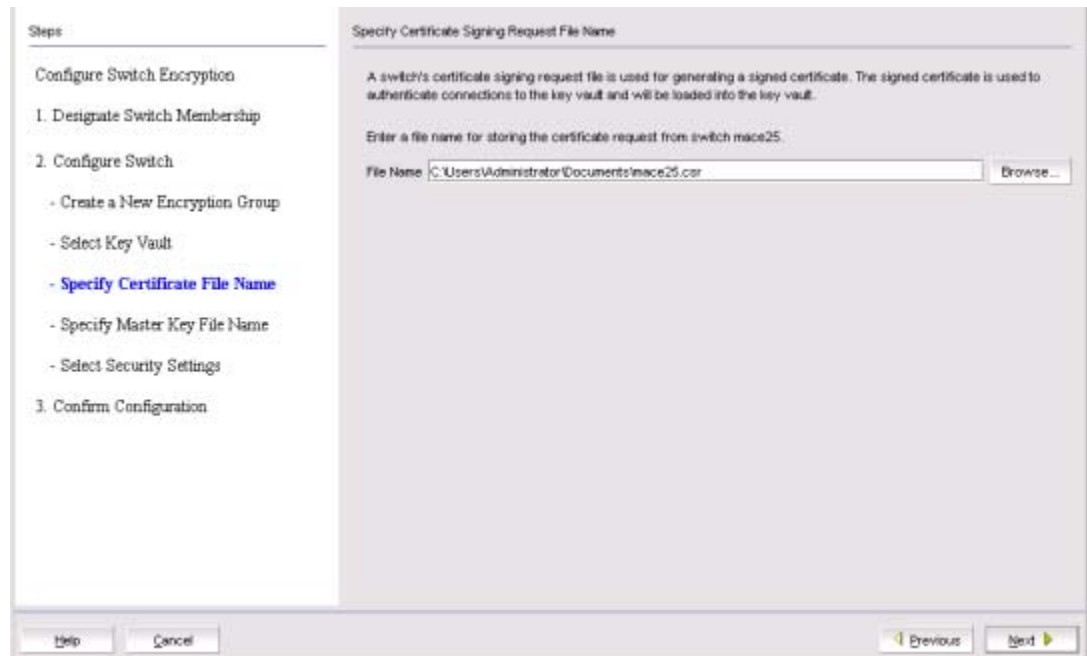 Steps
Configure Switch Encryption
1. Designate Switch Membership
2. Configure Switch
- Create a New Encryption Group
- Select Key Vault
- Specify Certificate File Name
- Specify Master Key File Name
- Select Security Settings
3. Confirm Configuration
Specify Certificate Signing Request File Name
A switch's certificate signing request file is used for generating a signed certificate. The signed certificate is used to
authenticate connections to the key vault and will be loaded into the key vault.
Enter a file name for storing the certificate request from switch mace25.
File Name C:\Users\Administrator\Documents\mace25.csr Browse...
Help Cancel Previous Next